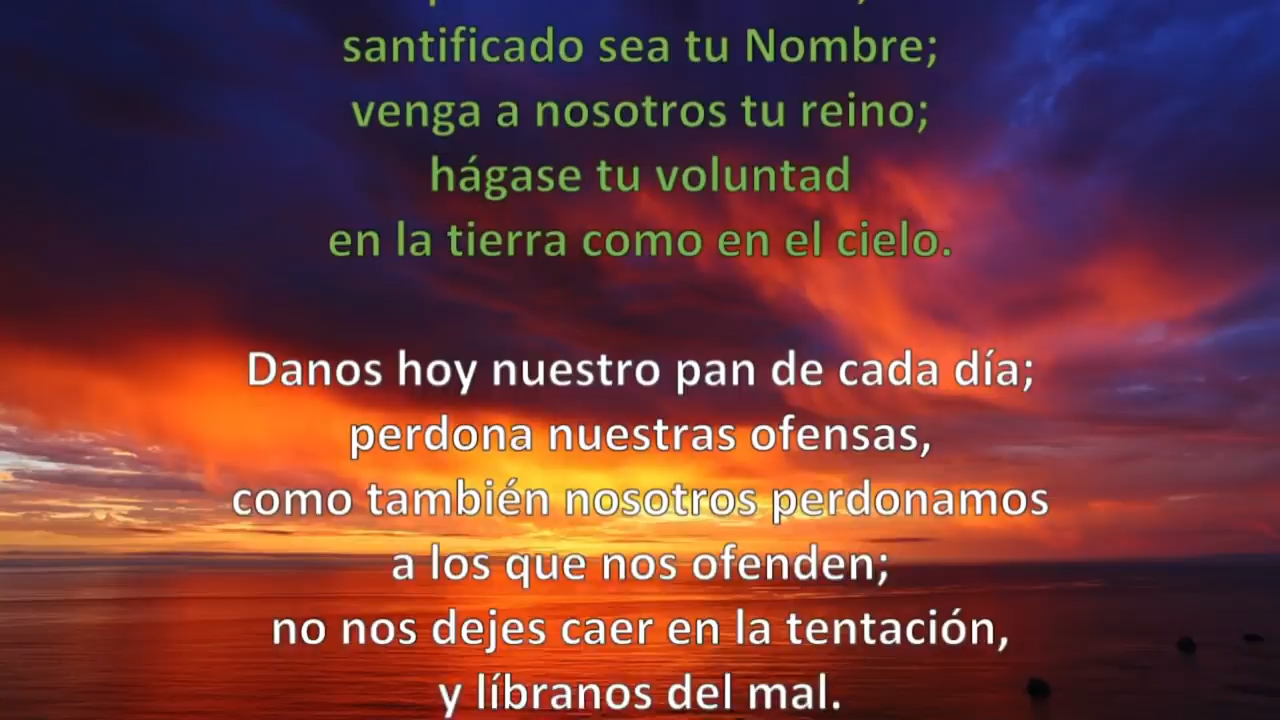 santificado sea tu Nombre;
venga a nosotros tu reino;
hágase tu voluntad
en la tierra como en el cielo.
Danos hoy nuestro pan de cada día;
perdona nuestras ofensas,
como también nosotros perdonamos
a los que nos ofenden;
no nos dejes caer en la tentación,
y líbranos del mal.